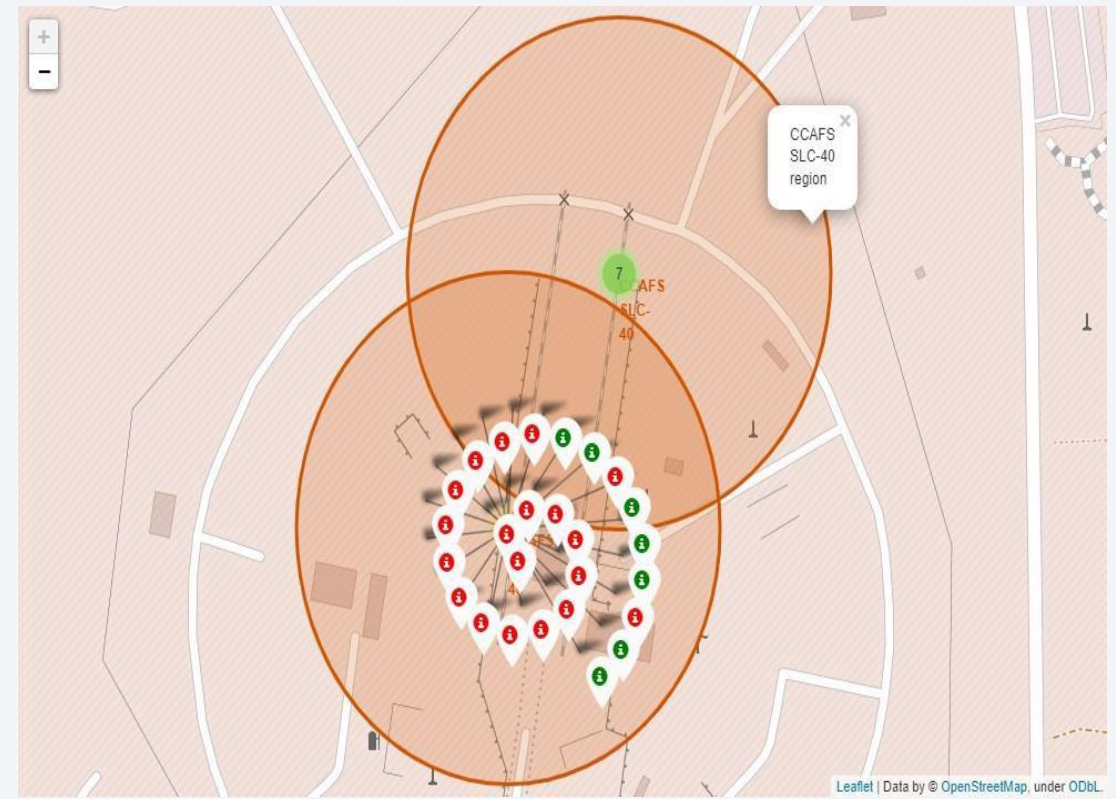 +
−
CCAFS
SLC-40
region
×
7
CCAFS
SLC-
40
Leaflet | Data by © OpenStreetMap, under ODbL.